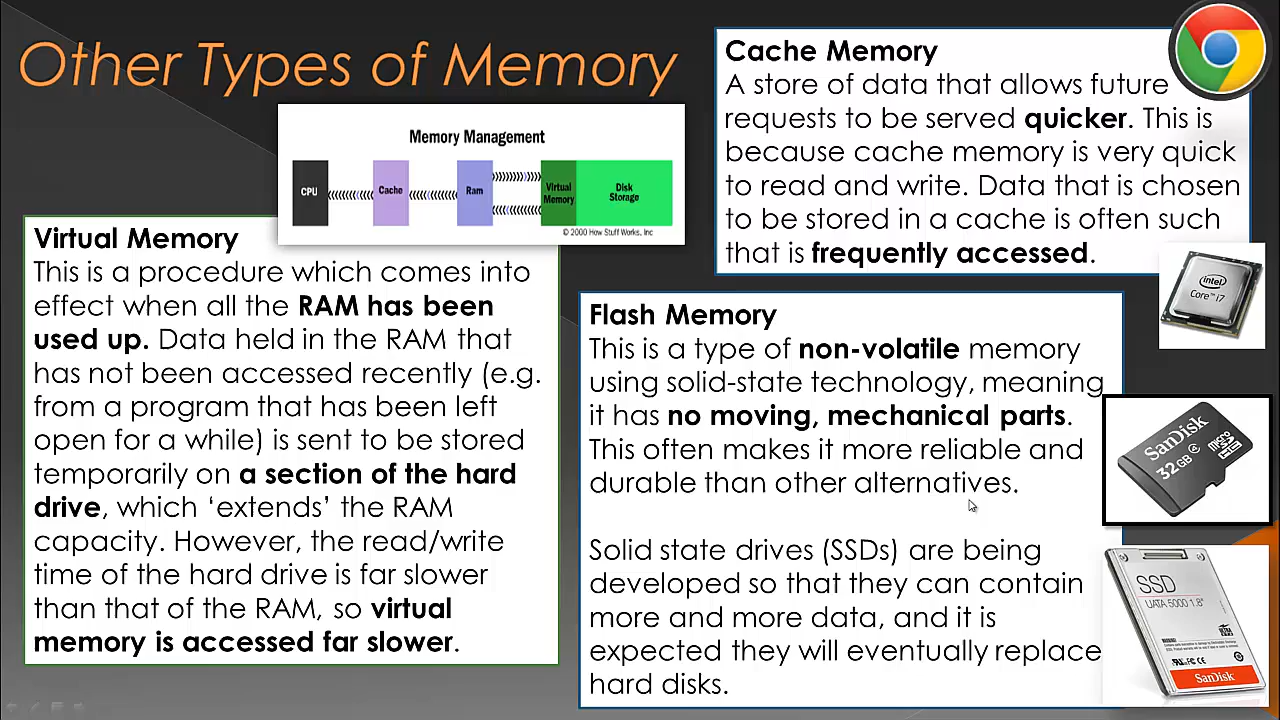 Other Types of Memory
Memory Management
CPU
Cache
Ram
Virtual
Memory
Disk
Storage
© 2000 How Stuff Works, Inc
Virtual Memory
This is a procedure which comes into
effect when all the RAM has been
used up. Data held in the RAM that
has not been accessed recently (e.g.
from a program that has been left
open for a while) is sent to be stored
temporarily on a section of the hard
drive, which ‘extends’ the RAM
capacity. However, the read/write
time of the hard drive is far slower
than that of the RAM, so virtual
memory is accessed far slower.
Cache Memory
A store of data that allows future
requests to be served quicker. This is
because cache memory is very quick
to read and write. Data that is chosen
to be stored in a cache is often such
that is frequently accessed.
intel
Core™ i7
Flash Memory
This is a type of non-volatile memory
using solid-state technology, meaning
it has no moving, mechanical parts.
This often makes it more reliable and
durable than other alternatives.
Solid state drives (SSDs) are being
developed so that they can contain
more and more data, and it is
expected they will eventually replace
hard disks.
SanDisk
32GB 4
micro
SD
HC
SSD
UATA 5000 1.8"
SanDisk